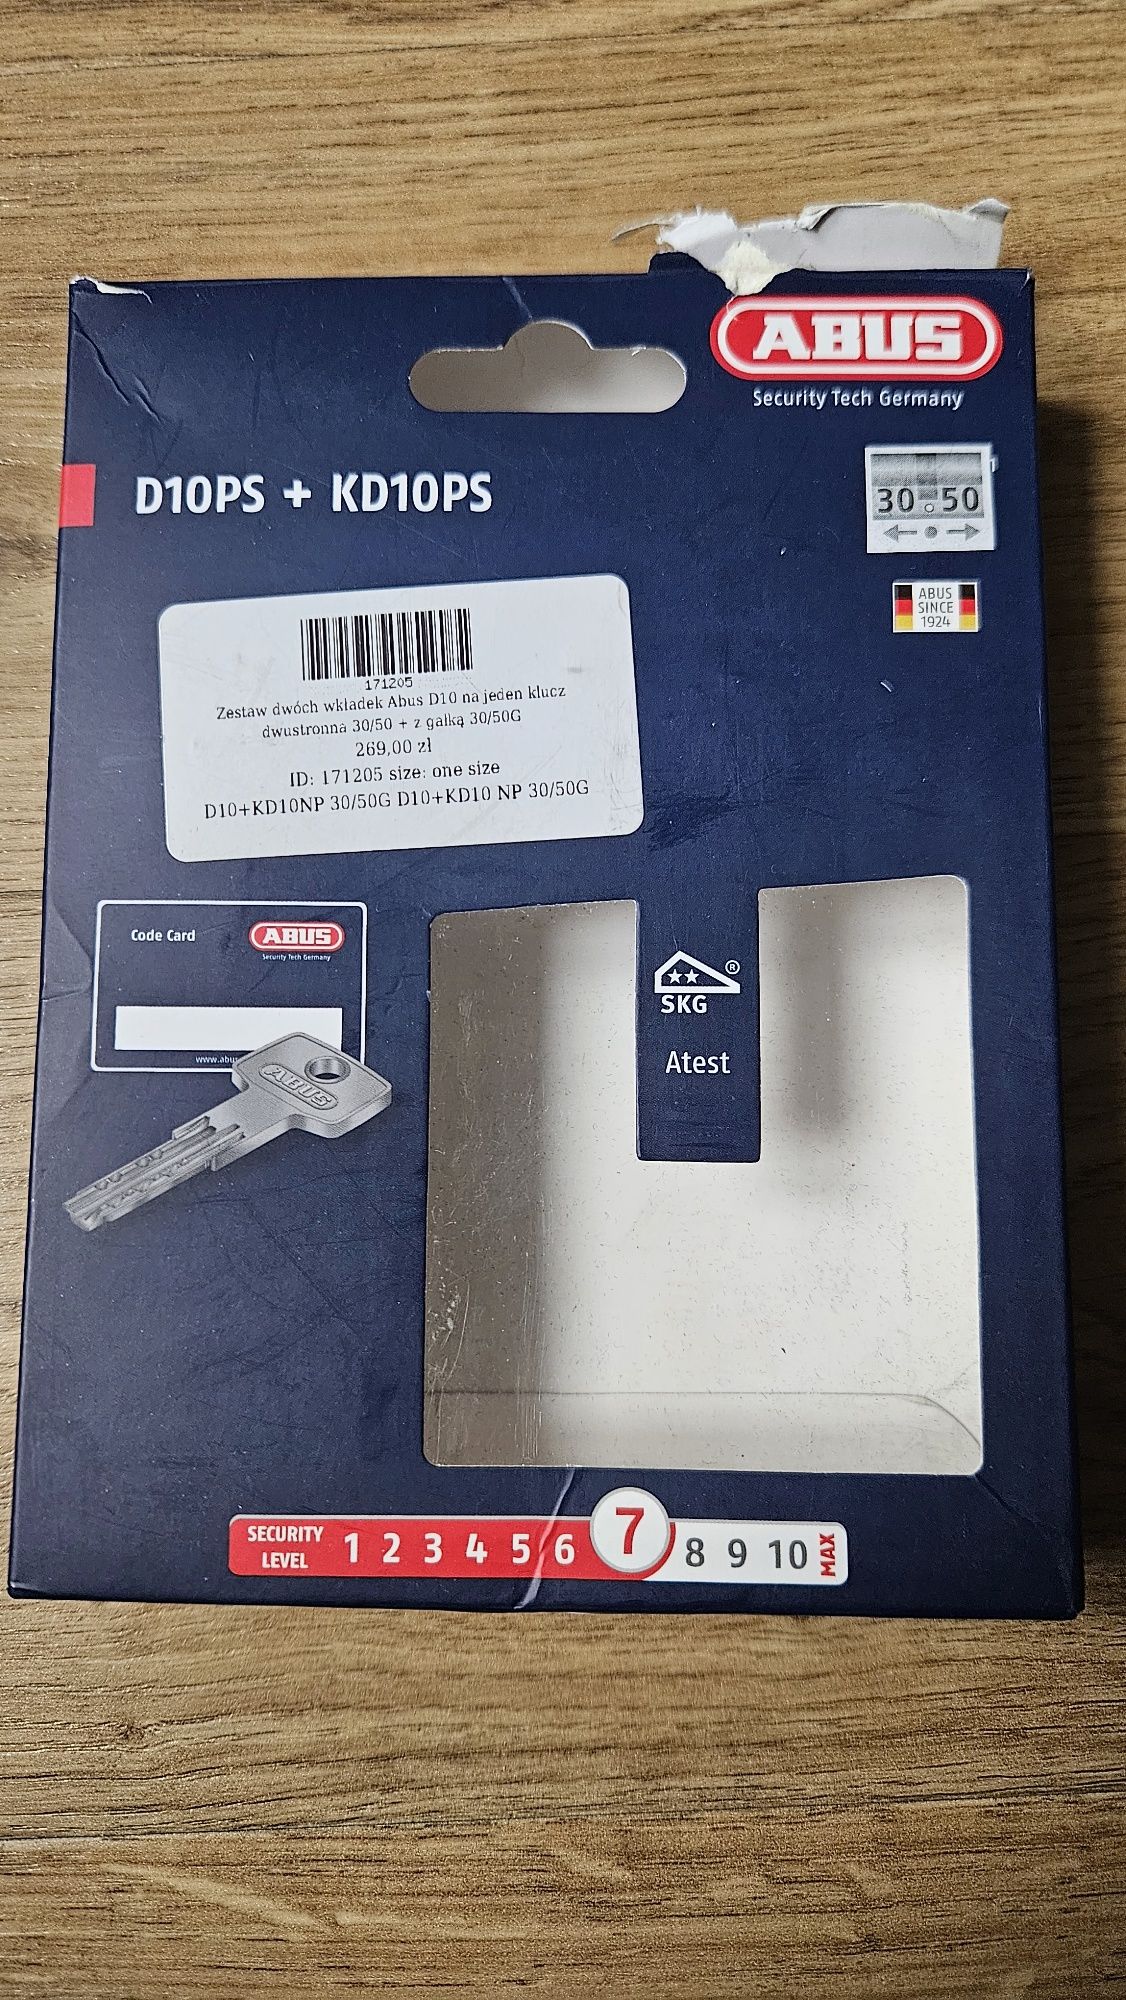 ABUS
Security Tech Germany
D10PS + KD10PS
30 50
ABUS
SINCE
1924
171205
Zestaw dwóch wkładek Abus D10 na jeden klucz
dwustronna 30/50 + z gałką 30/50G
269,00 zł
ID: 171205 size: one size
D10+KD10NP 30/50G D10+KD10 NP 30/50G
Code Card
ABUS
Security Tech Germany
www.abu
ABUS
SKG
®
Atest
SECURITY
LEVEL
1 2 3 4 5 6 7 8 9 10 MAX